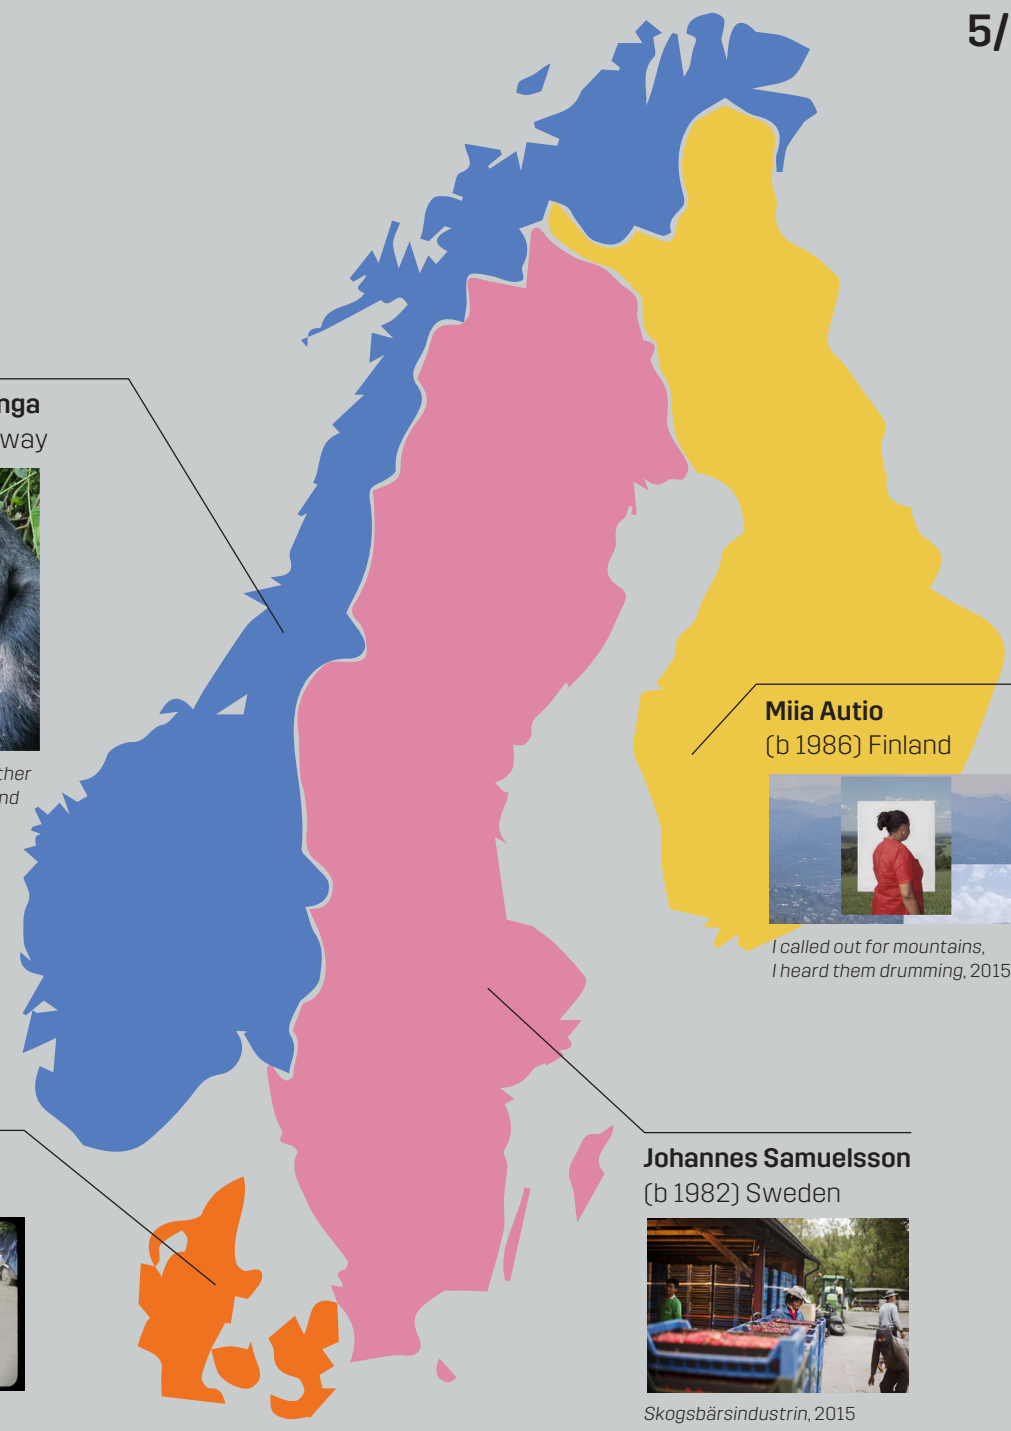 5/
nga
way
ther
nd
Miia Autio
(b 1986) Finland
I called out for mountains,
I heard them drumming, 2015
Johannes Samuelsson
(b 1982) Sweden
Skogsbärsindustrin, 2015